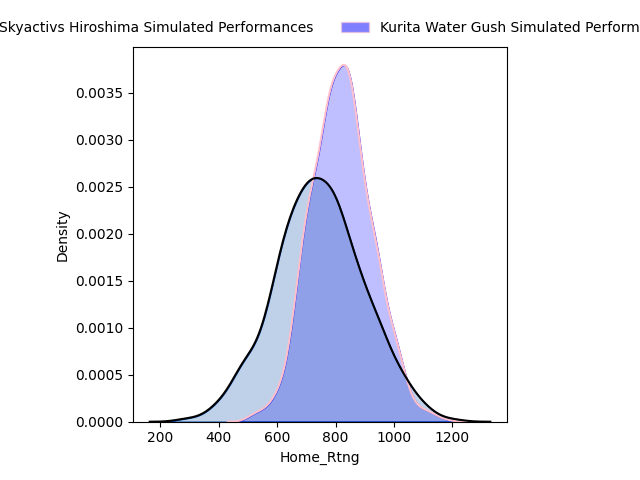 Skyactivs Hiroshima Simulated Performances
Kurita Water Gush Simulated Perform
0.0035
0.0030
0.0025
0.0020
0.0015
0.0010
0.0005
0.0000
Density
200 400 600 800 1000 1200
Home_Rtng